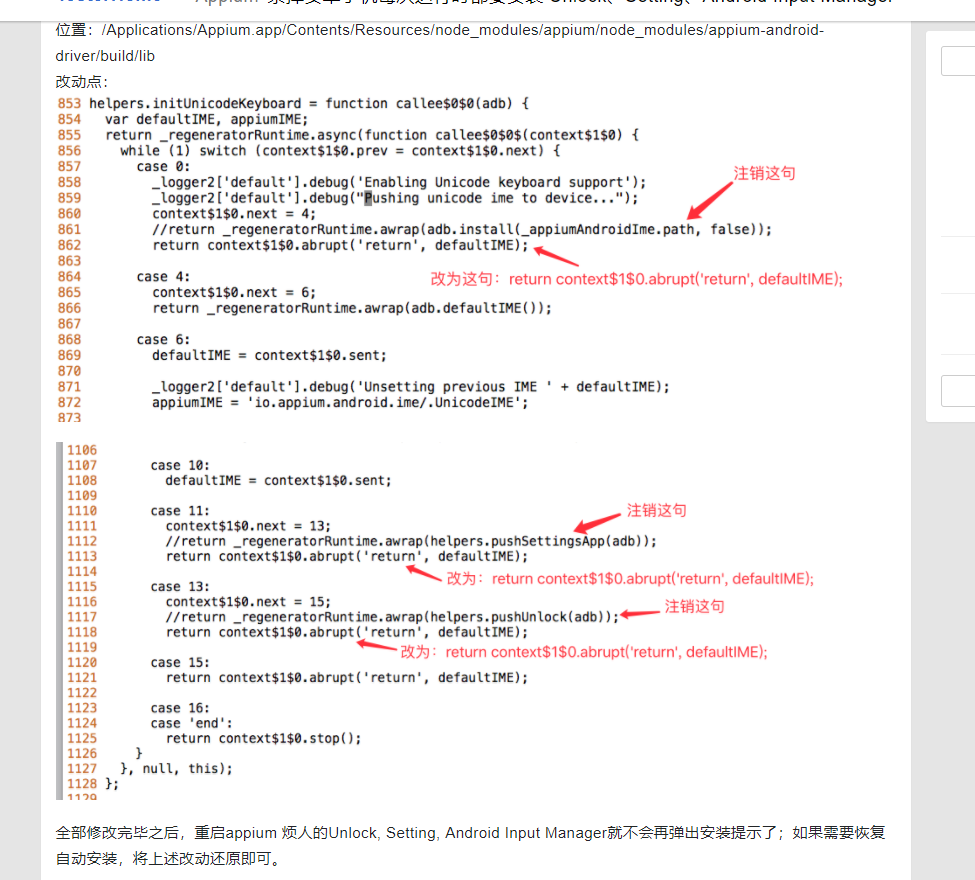 位置：/Applications/Appium.app/Contents/Resources/node_modules/appium/node_modules/appium-android-
driver/build/lib
改动点：
853 helpers.initUnicodeKeyboard = function callee$0$0(adb) {
854 var defaultIME, appiumIME;
855 return _regeneratorRuntime.async(function callee$0$0$(context$1$0) {
856 while (1) switch (context$1$0.prev = context$1$0.next) {
857 case 0:
注销这句
858 _logger2['default'].debug('Enabling Unicode keyboard support');
859 _logger2['default'].debug("Pushing unicode ime to device...");
860 context$1$0.next = 4;
861 //return _regeneratorRuntime.awrap(adb.install(_appiumAndroidIme.path, false));
862 return context$1$0.abrupt('return', defaultIME);
863
864 case 4:
改为这句：return context$1$0.abrupt('return', defaultIME);
865 context$1$0.next = 6;
866 return _regeneratorRuntime.awrap(adb.defaultIME());
867
868 case 6:
869 defaultIME = context$1$0.sent;
870
871 _logger2['default'].debug('Unsetting previous IME ' + defaultIME);
872 appiumIME = 'io.appium.android.ime/.UnicodeIME';
873
1106
1107 case 10:
1108 defaultIME = context$1$0.sent;
1109
1110 case 11:
注销这句
1111 context$1$0.next = 13;
1112 //return _regeneratorRuntime.awrap(helpers.pushSettingsApp(adb));
1113 return context$1$0.abrupt('return', defaultIME);
1114
改为：return context$1$0.abrupt('return', defaultIME);
1115 case 13:
1116 context$1$0.next = 15;
注销这句
1117 //return _regeneratorRuntime.awrap(helpers.pushUnlock(adb));
1118 return context$1$0.abrupt('return', defaultIME);
1119
改为：return context$1$0.abrupt('return', defaultIME);
1120 case 15:
1121 return context$1$0.abrupt('return', defaultIME);
1122
1123 case 16:
1124 case 'end':
1125 return context$1$0.stop();
1126 }
1127 }, null, this);
1128 };
1129
全部修改完毕之后，重启appium 烦人的Unlock, Setting, Android Input Manager就不会再弹出安装提示了；如果需要恢复
自动安装，将上述改动还原即可。